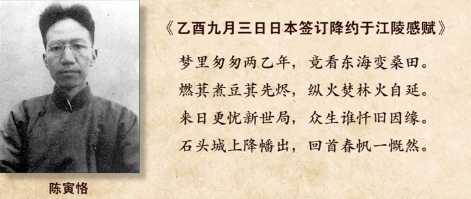 《乙酉九月三日日本签订降约于江陵感赋》
梦里匆匆两乙年，竟看东海变桑田。
燃萁煮豆萁先烬，纵火焚林火自延。
来日更忧新世局，众生谁忏旧因缘。
石头城上降幡出，回首春帆一慨然。
陈寅恪